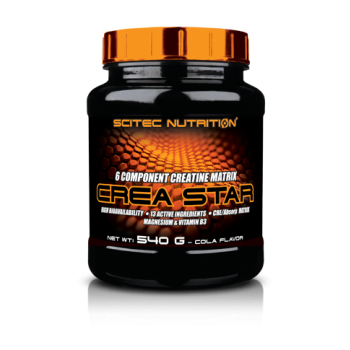 SCITEC NUTRITION
6 COMPONENT CREATINE MATRIX
CREA STAR
HIGH BIOAVAILABILITY • 13 ACTIVE INGREDIENTS • CRE/Absorb MATRIX
MAGNESIUM & VITAMIN B3
NET WT: 540 G - COLA FLAVOR